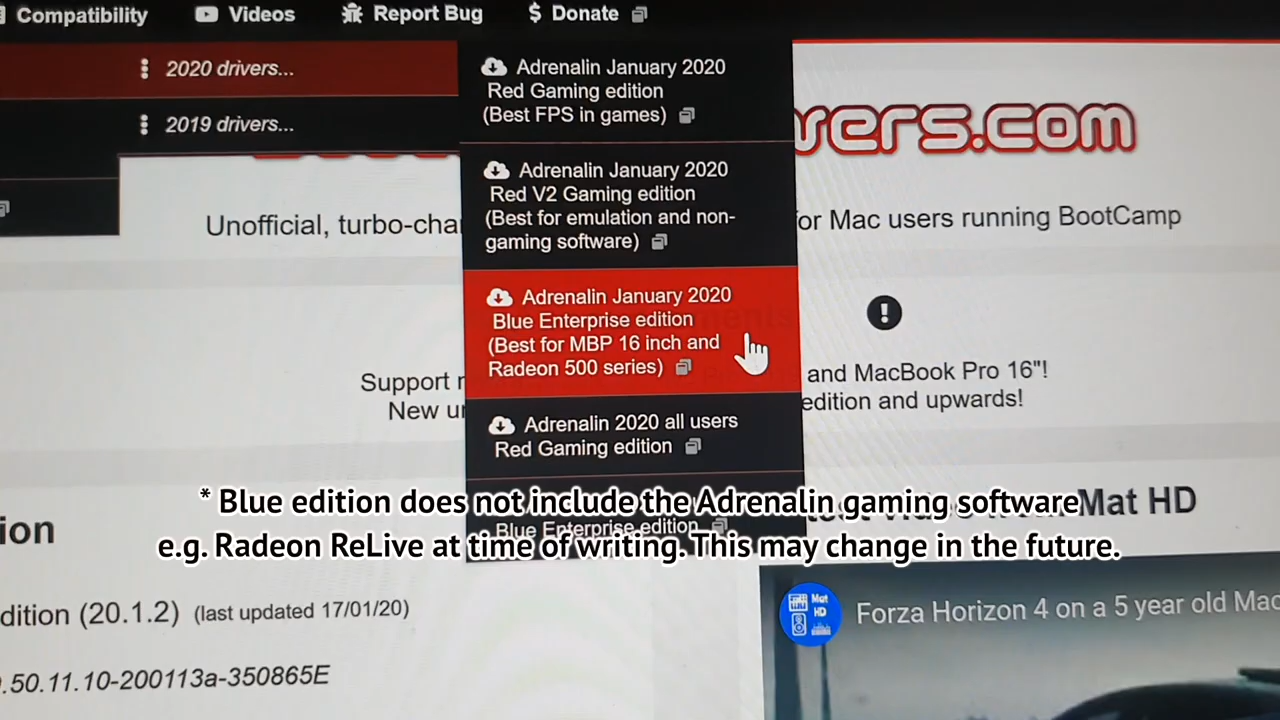 Compatibility
Videos
Report Bug
$ Donate
2020 drivers...
2019 drivers...
Adrenalin January 2020
Red Gaming edition
(Best FPS in games)
Adrenalin January 2020
Red V2 Gaming edition
(Best for emulation and non-
gaming software)
Adrenalin January 2020
Blue Enterprise edition
(Best for MBP 16 inch and
Radeon 500 series)
Adrenalin 2020 all users
Red Gaming edition
Blue Enterprise edition
vers.com
Unofficial, turbo-cha
or Mac users running BootCamp
Support
and MacBook Pro 16"!
New
edition and upwards!
* Blue edition does not include the Adrenalin gaming software
e.g. Radeon ReLive at time of writing. This may change in the future.
ion
Mat HD
dition (20.1.2) (last updated 17/01/20)
.50.11.10-200113a-350865E
Mat
HD
Forza Horizon 4 on a 5 year old Mac